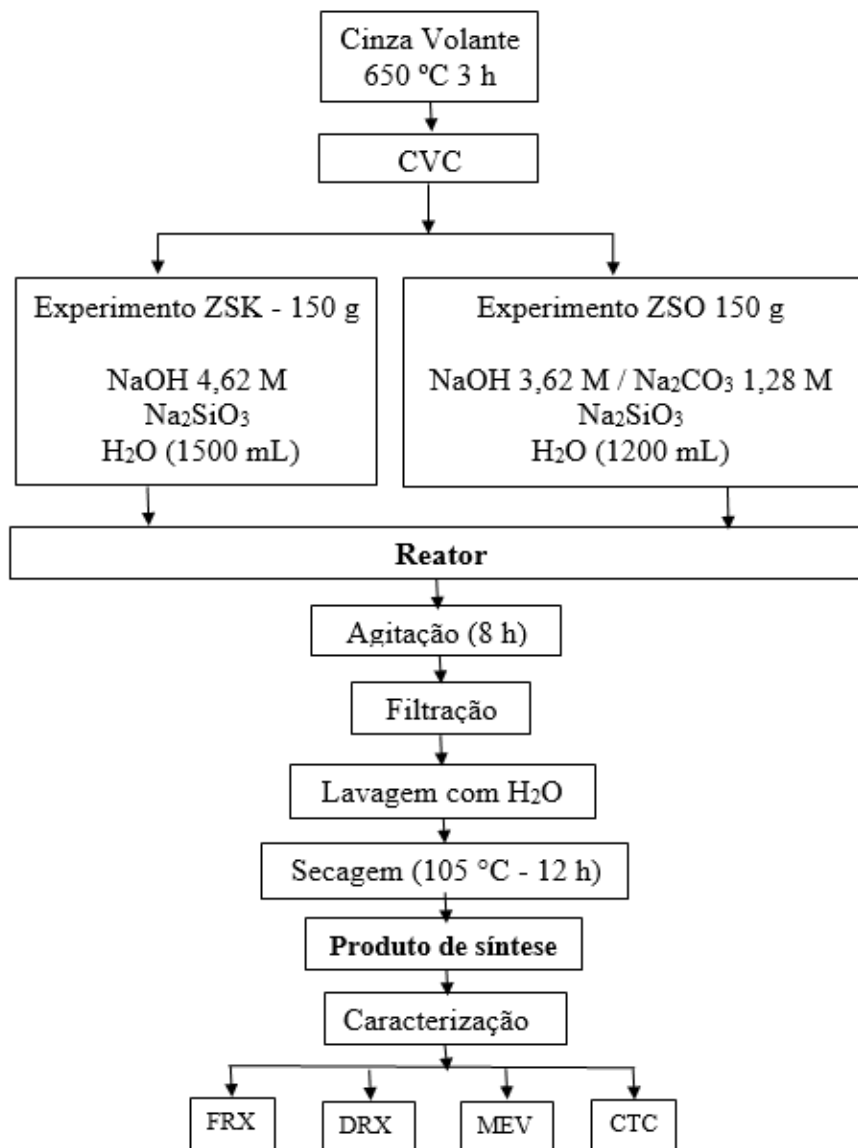 Cinza Volante
650 ºC 3 h
CVC
Experimento ZSK - 150 g
NaOH 4,62 M
Na₂SiO₃
H₂O (1500 mL)
Experimento ZSO 150 g
NaOH 3,62 M / Na₂CO₃ 1,28 M
Na₂SiO₃
H₂O (1200 mL)
Reator
Agitação (8 h)
Filtração
Lavagem com H₂O
Secagem (105 °C - 12 h)
Produto de síntese
Caracterização
FRX
DRX
MEV
CTC